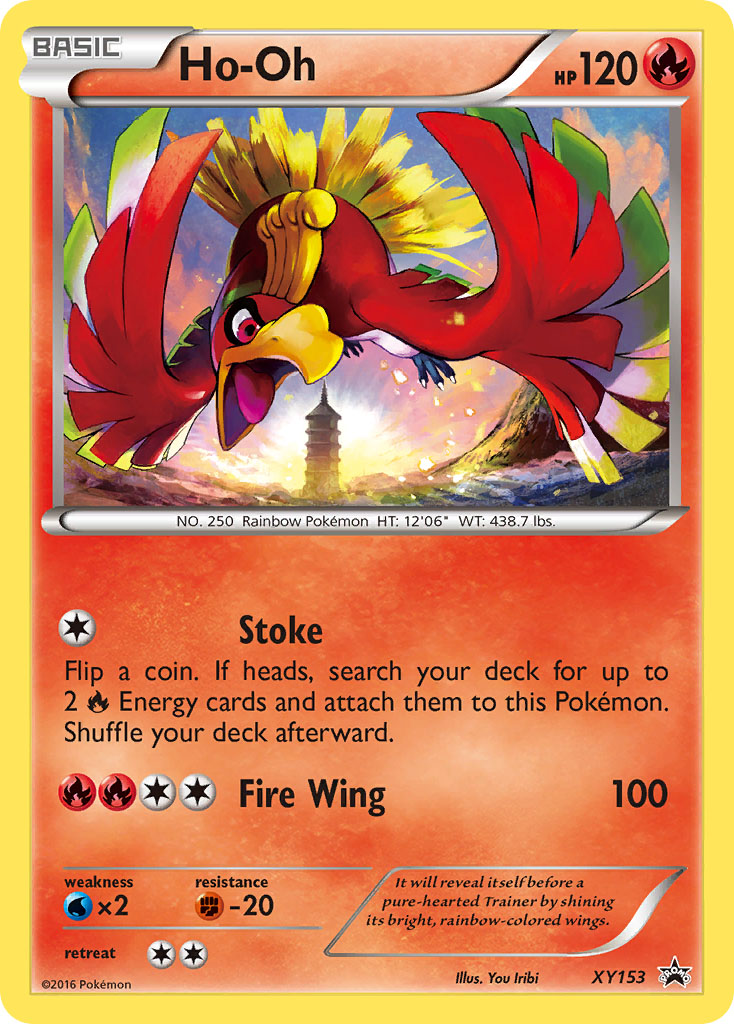 BASIC
Ho-Oh
HP120
NO. 250 Rainbow Pokémon HT: 12'06" WT: 438.7 lbs.
Stoke
Flip a coin. If heads, search your deck for up to
2 Energy cards and attach them to this Pokémon.
Shuffle your deck afterward.
Fire Wing 100
weakness
×2
resistance
-20
retreat
It will reveal itself before a
pure-hearted Trainer by shining
its bright, rainbow-colored wings.
©2016 Pokémon
Illus. You Iribi
XY153
PROMO